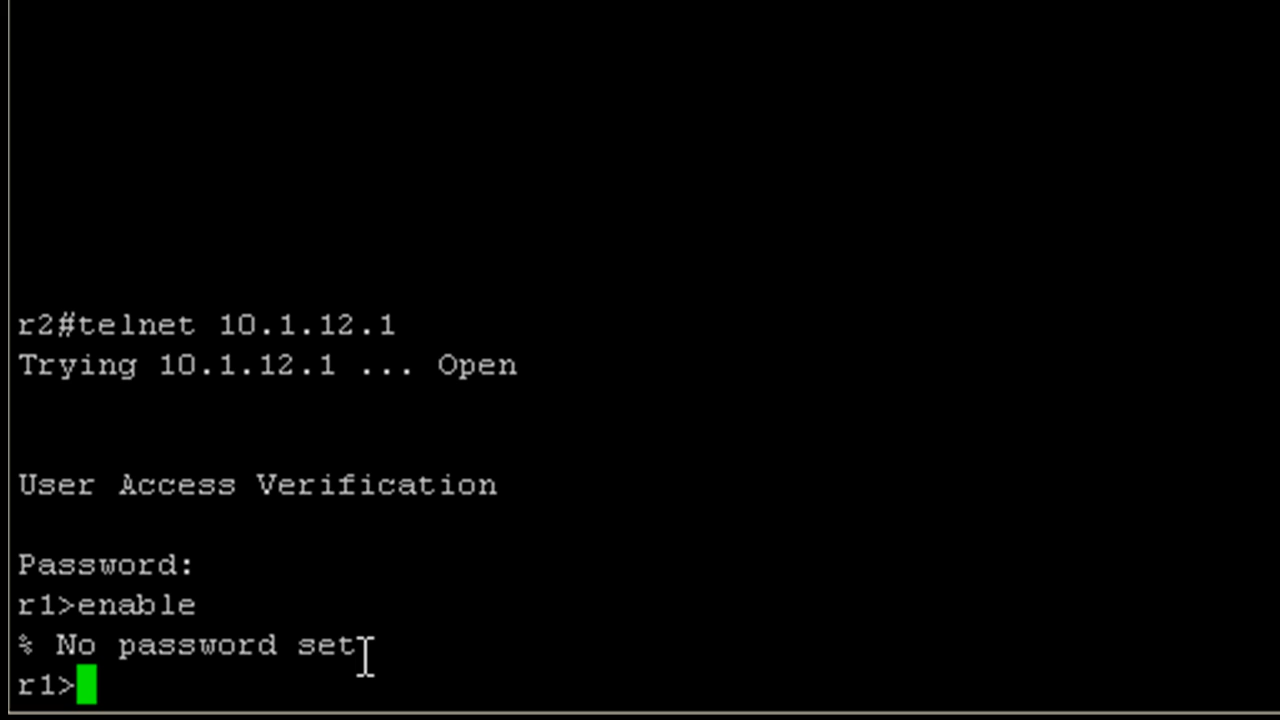 r2#telnet 10.1.12.1
Trying 10.1.12.1 ... Open
User Access Verification
Password:
r1>enable
% No password set
r1>